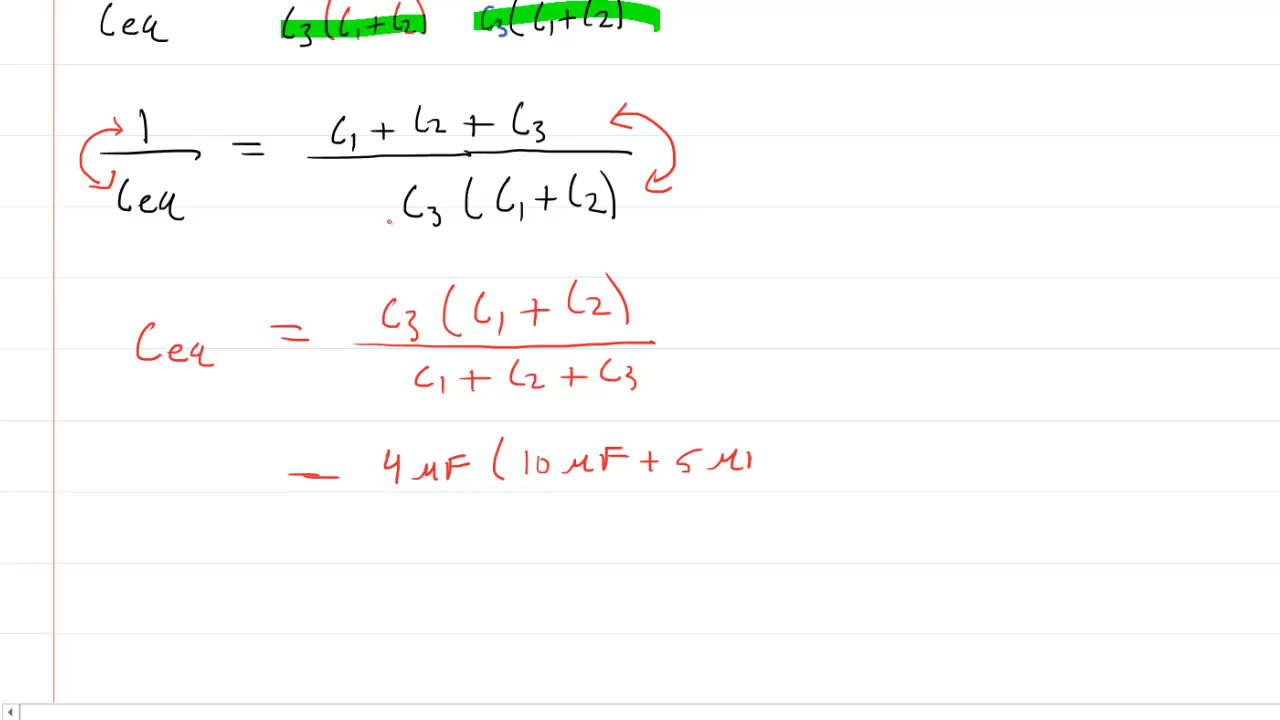 Ceq C3(C1+C2) C3(C1+C2)
1/Ceq = (C1 + C2 + C3)/(C3(C1+C2))
Ceq = (C3(C1+C2))/(C1+C2+C3)
= 4 μF (10 μF + 5 μ